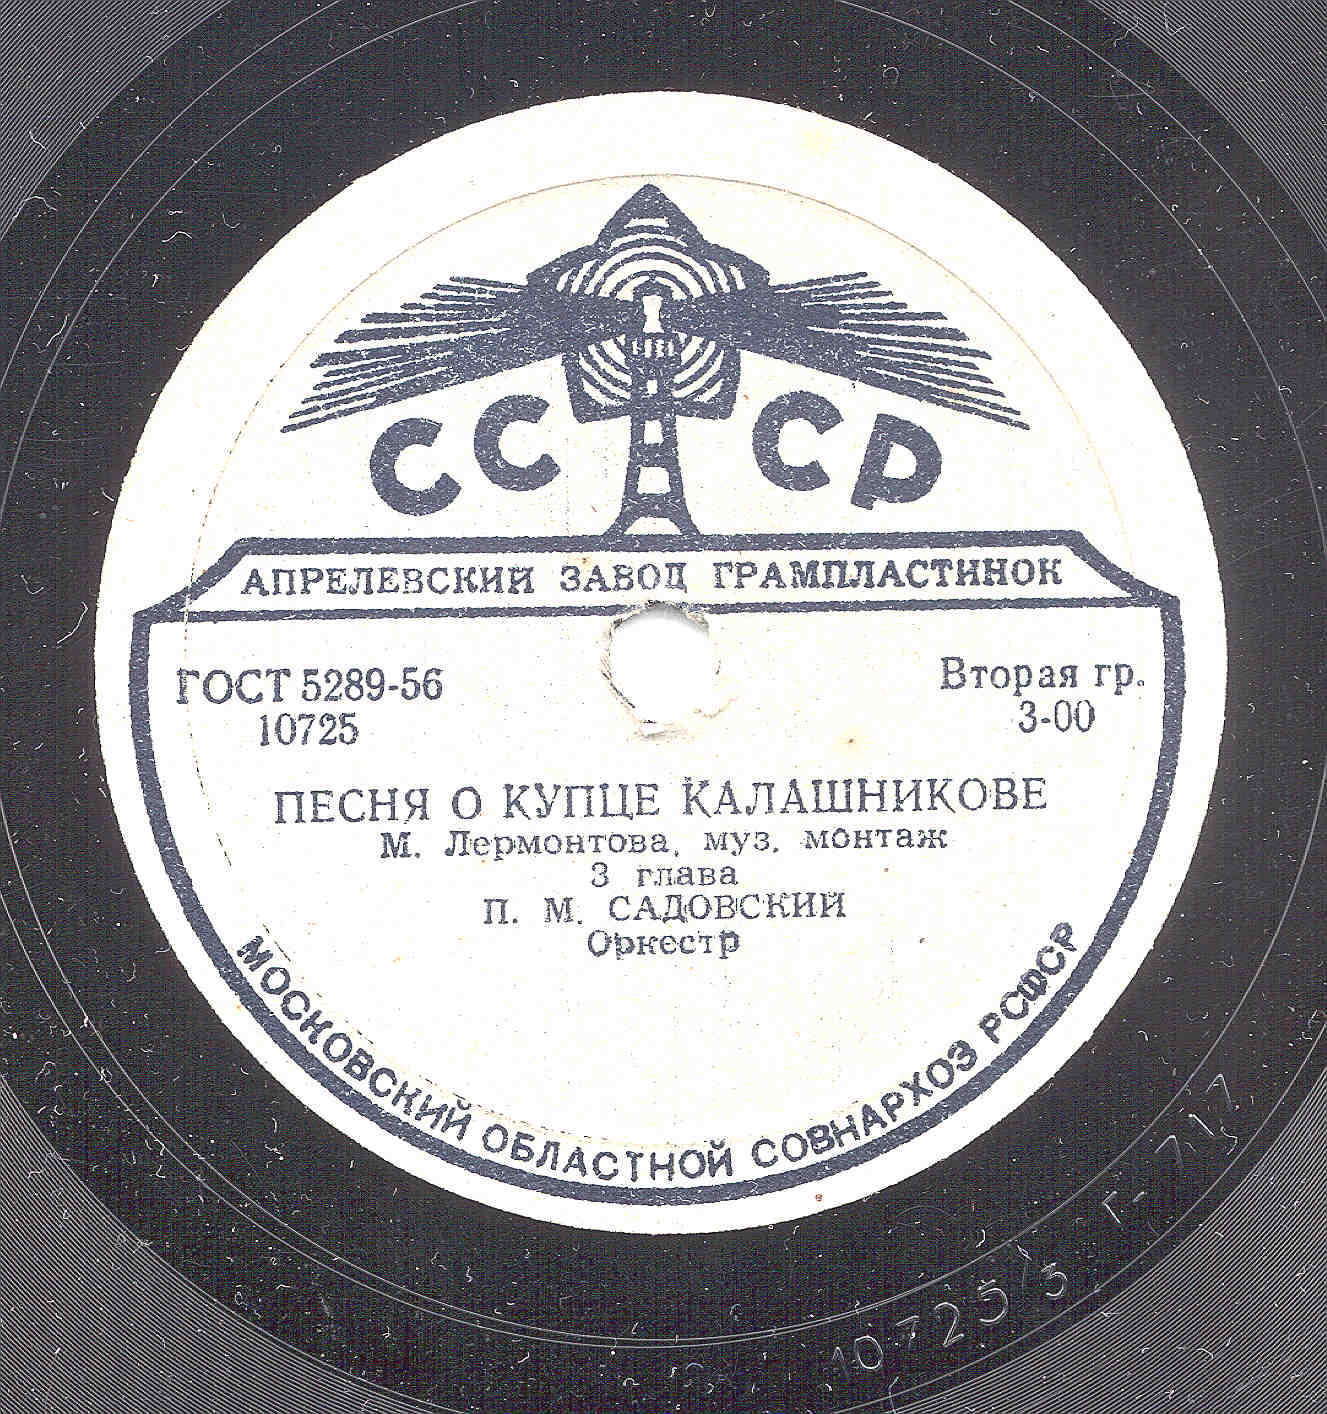 СССР
АПРЕЛЕВСКИЙ ЗАВОД ГРАМПЛАСТИНОК
ГОСТ 5289-56
10725
Вторая гр.
3-00
ПЕСНЯ О КУПЦЕ КАЛАШНИКОВЕ
М. Лермонтова, муз. монтаж
3 глава
П. М. САДОВСКИЙ
Оркестр
МОСКОВСКИЙ ОБЛАСТНОЙ СОВНАРХОЗ РСФСР
10725/3